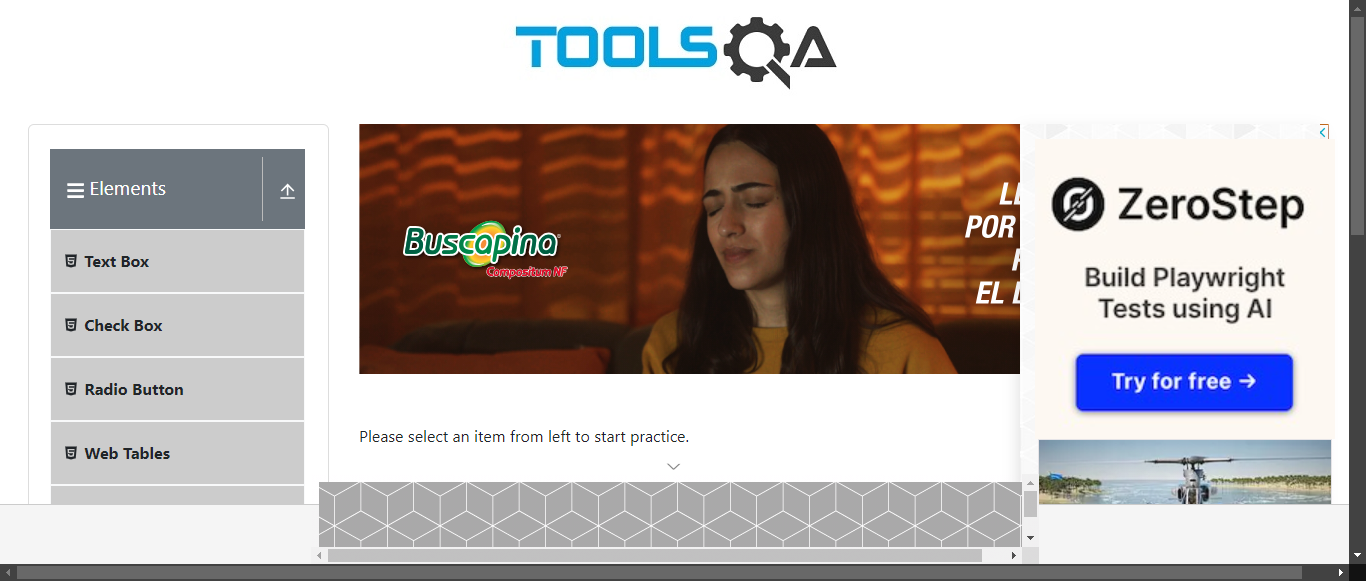 TOOLSQA
Elements
Text Box
Check Box
Radio Button
Web Tables
Buscapina
Compositum NF
POR
EL
Please select an item from left to start practice.
ZeroStep
Build Playwright
Tests using AI
Try for free →